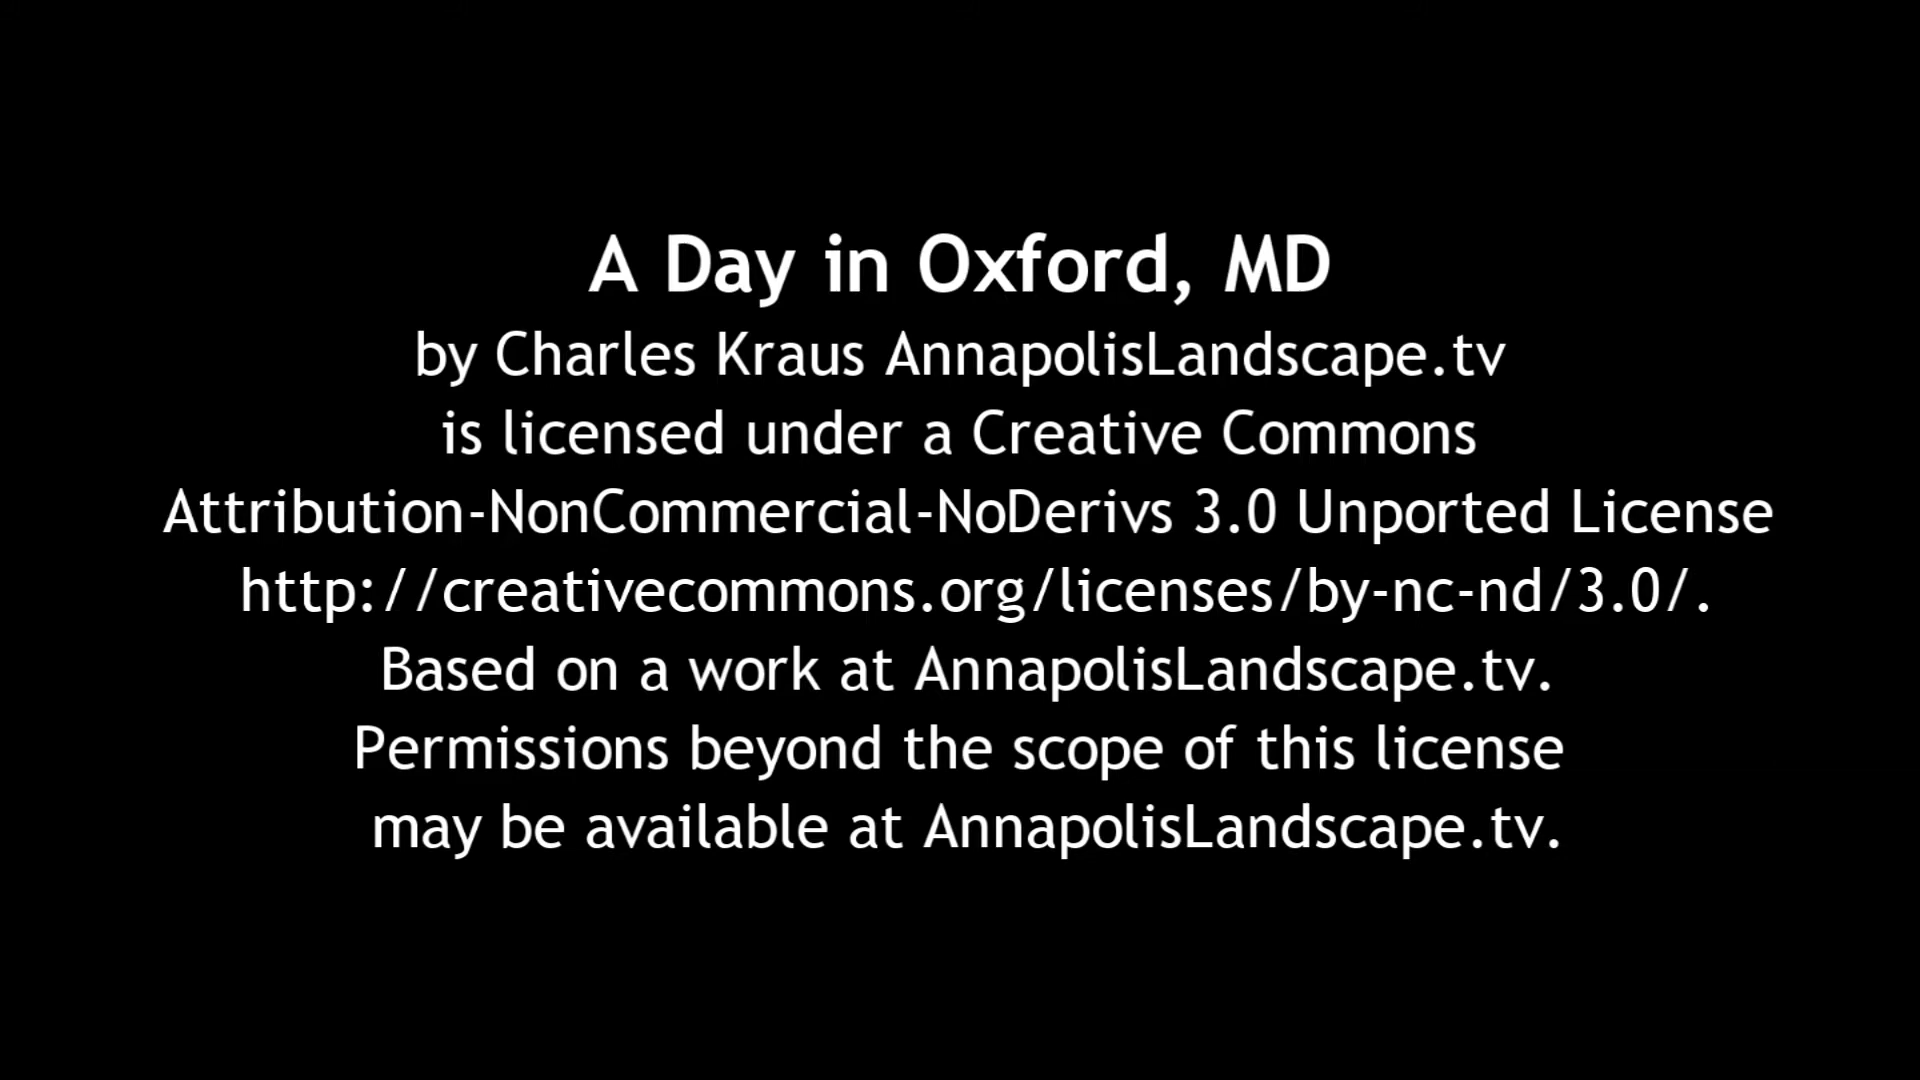 A Day in Oxford, MD
by Charles Kraus AnnapolisLandscape.tv
is licensed under a Creative Commons
Attribution-NonCommercial-NoDerivs 3.0 Unported License
http://creativecommons.org/licenses/by-nc-nd/3.0/.
Based on a work at AnnapolisLandscape.tv.
Permissions beyond the scope of this license
may be available at AnnapolisLandscape.tv.